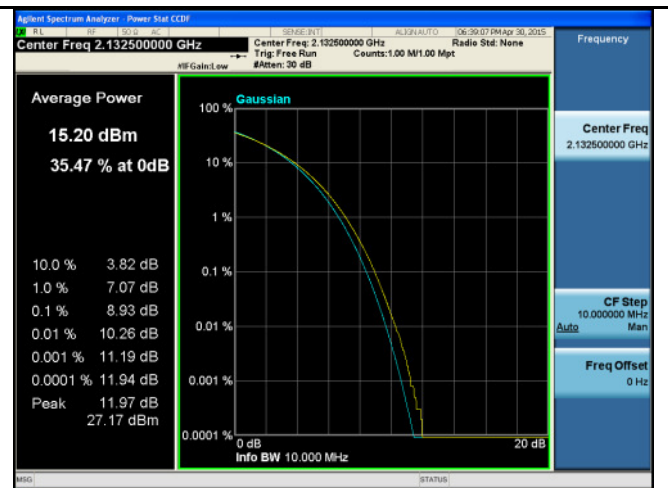 Agilent Spectrum Analyzer - Power Stat CCDF
RL RF 50 Ω AC SENSE:INT ALIGN AUTO 06:39:07 PM Apr 30, 2015
Center Freq 2.132500000 GHz
Center Freq: 2.132500000 GHz Radio Std: None
Trig: Free Run Counts:1.00 M/1.00 Mpt
#IFGain:Low #Atten: 30 dB
Frequency
Average Power
15.20 dBm
35.47 % at 0dB
10.0 % 3.82 dB
1.0 % 7.07 dB
0.1 % 8.93 dB
0.01 % 10.26 dB
0.001 % 11.19 dB
0.0001 % 11.94 dB
Peak 11.97 dB
27.17 dBm
Gaussian
100 %
10 %
1 %
0.1 %
0.01 %
0.001 %
0.0001 %
0 dB 20 dB
Info BW 10.000 MHz
Center Freq
2.132500000 GHz
CF Step
10.000000 MHz
Auto Man
Freq Offset
0 Hz
MSG STATUS